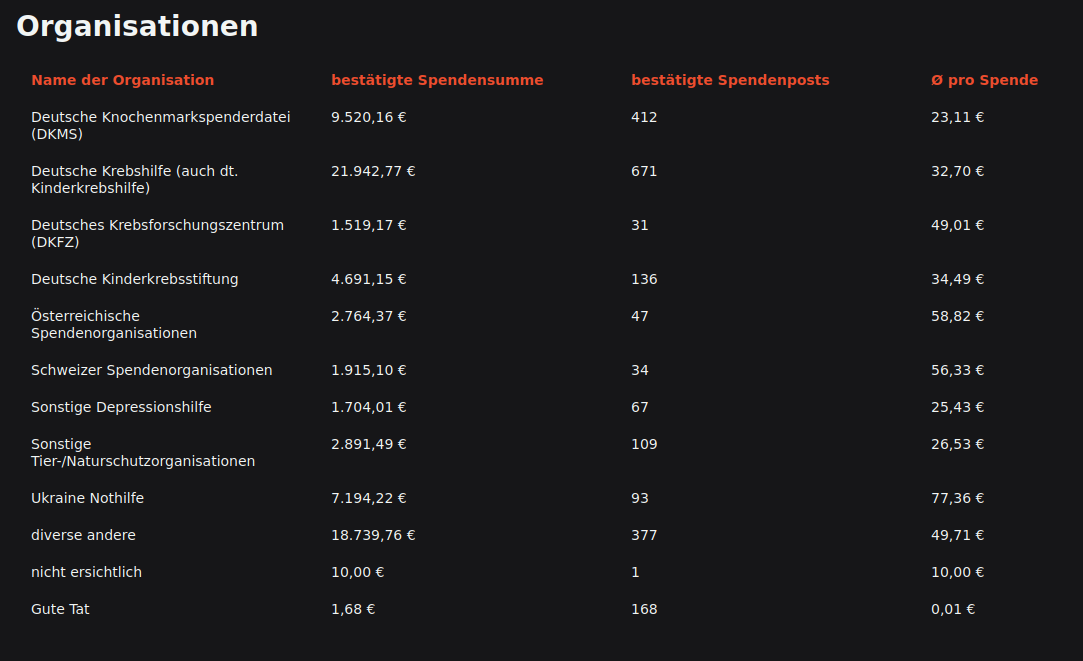 Organisationen
Name der Organisation bestätigte Spendensumme bestätigte Spendenposts Ø pro Spende
Deutsche Knochenmarkspenderdatei 9.520,16 € 412 23,11 €
(DKMS)
Deutsche Krebshilfe (auch dt. 21.942,77 € 671 32,70 €
Kinderkrebshilfe)
Deutsches Krebsforschungszentrum 1.519,17 € 31 49,01 €
(DKFZ)
Deutsche Kinderkrebsstiftung 4.691,15 € 136 34,49 €
Österreichische 2.764,37 € 47 58,82 €
Spendenorganisationen
Schweizer Spendenorganisationen 1.915,10 € 34 56,33 €
Sonstige Depressionshilfe 1.704,01 € 67 25,43 €
Sonstige 2.891,49 € 109 26,53 €
Tier-/Naturschutzorganisationen
Ukraine Nothilfe 7.194,22 € 93 77,36 €
diverse andere 18.739,76 € 377 49,71 €
nicht ersichtlich 10,00 € 1 10,00 €
Gute Tat 1,68 € 168 0,01 €